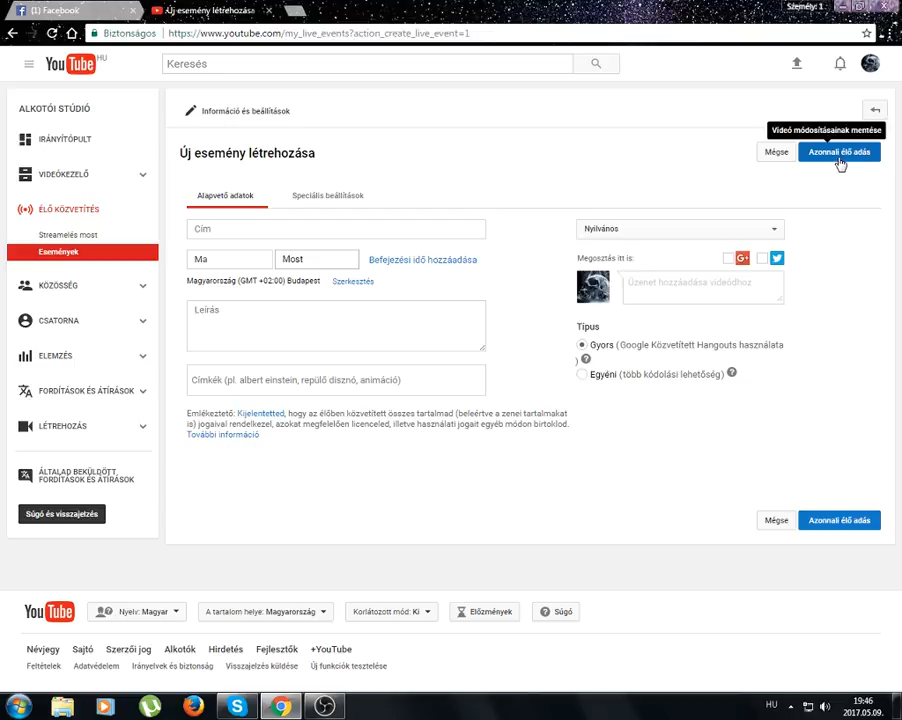 (1) Facebook
Új esemény létrehozása
Személy: 1
Biztonságos
https://www.youtube.com/my_live_events?action_create_live_event=1
YouTube HU
Keresés
ALKOTÓI STÚDIÓ
IRÁNYÍTÓPULT
VIDEÓKEZELŐ
ÉLŐ KÖZVETÍTÉS
Streamelés most
Események
KÖZÖSSÉG
CSATORNA
ELEMZÉS
FORDÍTÁSOK ÉS ÁTÍRÁSOK
LÉTREHOZÁS
ÁLTALAD BEKÜLDÖTT
FORDÍTÁSOK ÉS ÁTÍRÁSOK
Súgó és visszajelzés
Információ és beállítások
Videó módosításainak mentése
Új esemény létrehozása
Mégse
Azonnali élő adás
Alapvető adatok
Speciális beállítások
Cím
Ma
Most
Befejezési idő hozzáadása
Magyarország (GMT +02:00) Budapest
Szerkesztés
Leírás
Címkék (pl. albert einstein, repülő disznó, animáció)
Emlékeztető: Kijelentetted, hogy az élőben közvetített összes tartalmad (beleértve a zenei tartalmakat
is) jogaival rendelkezel, azokat megfelelően licenceled, illetve használati jogait egyéb módon birtoklod.
További információ
Nyilvános
Megosztás itt is:
G+
Üzenet hozzáadása videódhoz
Típus
Gyors (Google Közvetített Hangouts használata
) ?
Egyéni (több kódolási lehetőség) ?
Mégse
Azonnali élő adás
YouTube
Nyelv: Magyar
A tartalom helye: Magyarország
Korlátozott mód: Ki
Előzmények
Súgó
Névjegy
Sajtó
Szerzői jog
Alkotók
Hirdetés
Fejlesztők
+YouTube
Feltételek
Adatvédelem
Irányelvek és biztonság
Visszajelzés küldése
Új funkciók tesztelése
HU
19:46
2017.05.09.